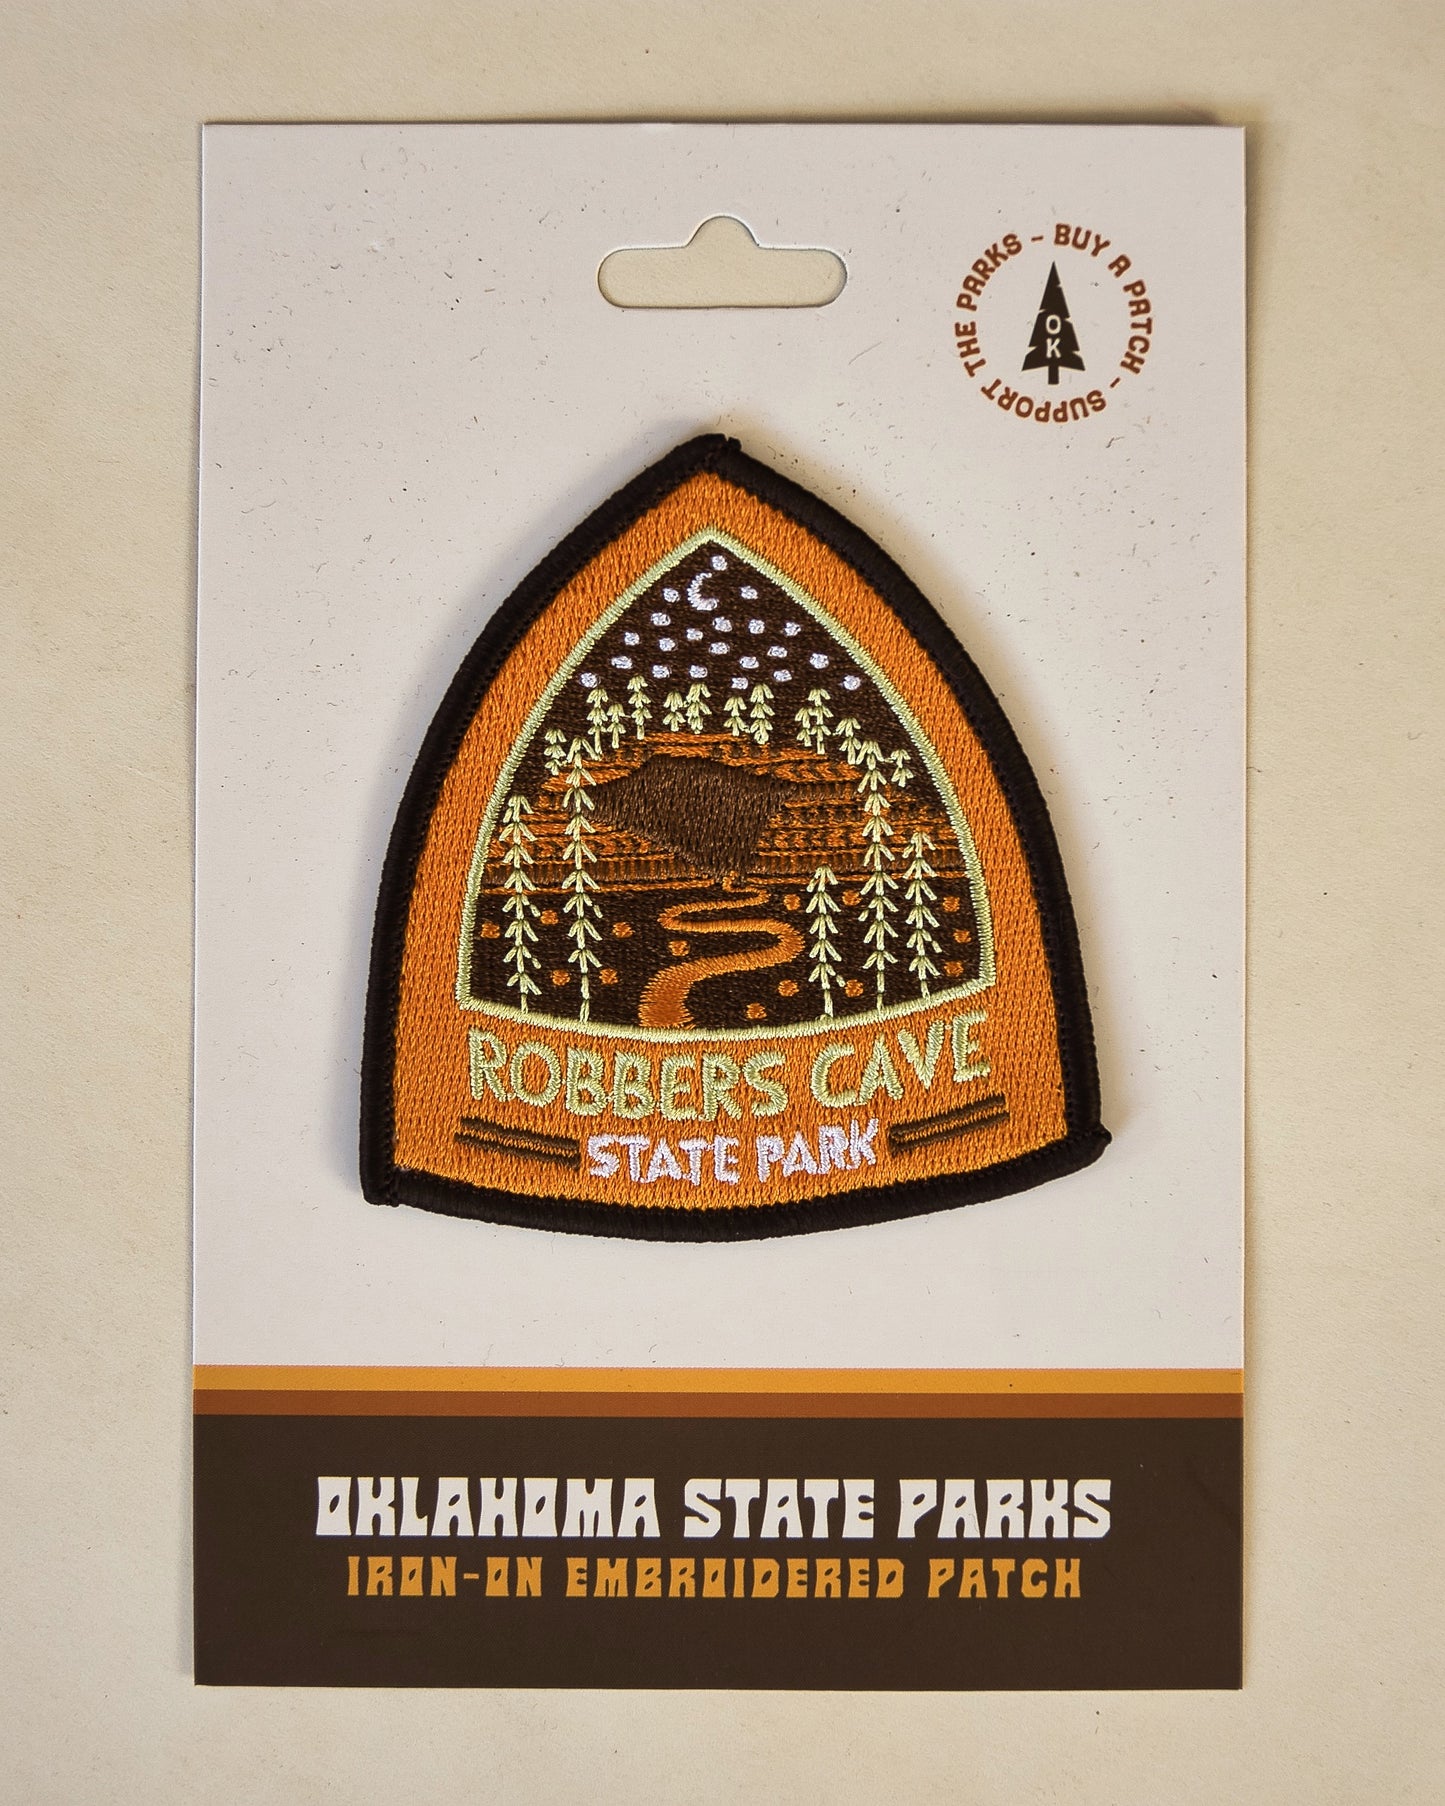 BUY A PATCH - SUPPORT THE PARKS -
OK
ROBBERS CAVE
STATE PARK
OKLAHOMA STATE PARKS
IRON-ON EMBROIDERED PATCH